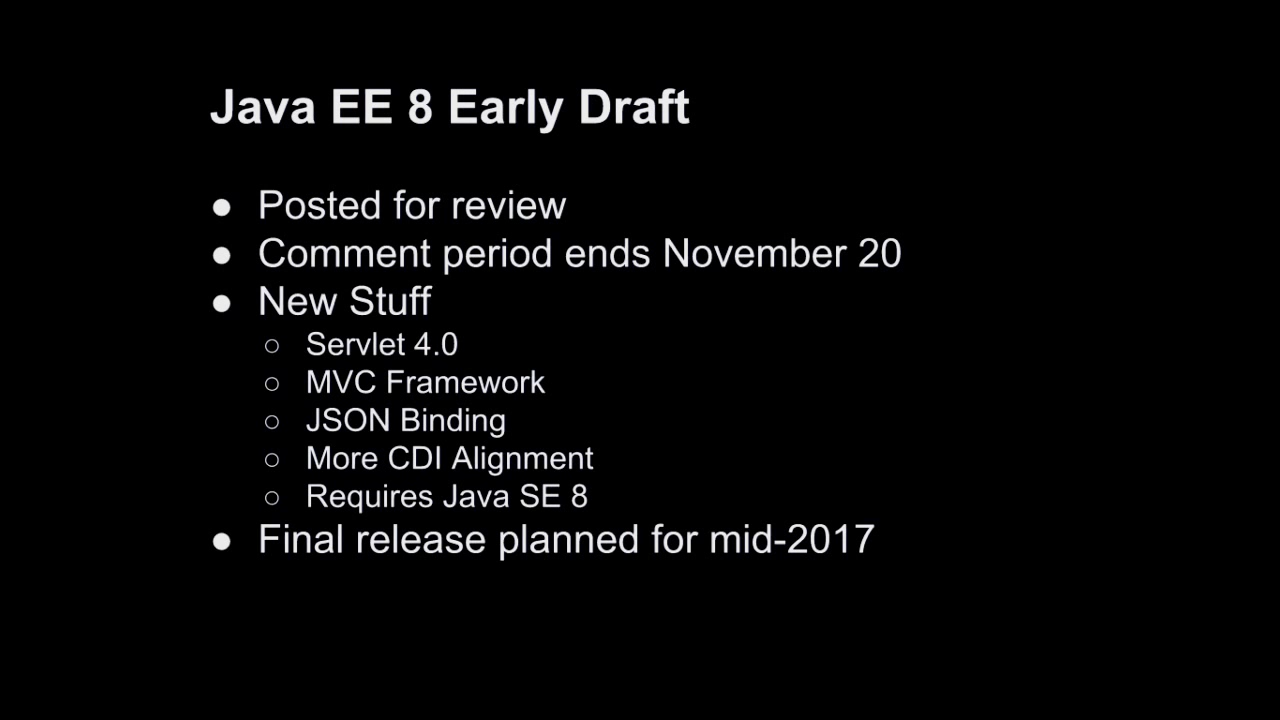 Java EE 8 Early Draft
● Posted for review
● Comment period ends November 20
● New Stuff
○ Servlet 4.0
○ MVC Framework
○ JSON Binding
○ More CDI Alignment
○ Requires Java SE 8
● Final release planned for mid-2017